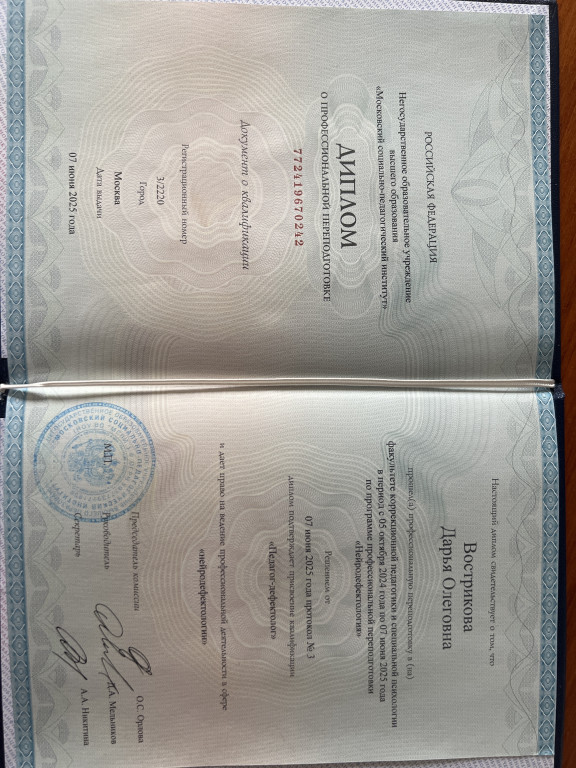 РОССИЙСКАЯ ФЕДЕРАЦИЯ
Негосударственное образовательное учреждение
высшего образования
«Московский социально-педагогический институт»
ДИПЛОМ
О ПРОФЕССИОНАЛЬНОЙ ПЕРЕПОДГОТОВКЕ
772419670242
Документ о квалификации
Регистрационный номер
3/2220
Город
Москва
Дата выдачи
07 июня 2025 года
Настоящий диплом свидетельствует о том, что
Вострикова
Дарья Олеговна
прошел(а) профессиональную переподготовку в (на)
факультете коррекционной педагогики и специальной психологии
в период с 05 октября 2024 года по 07 июня 2025 года
по программе профессиональной переподготовки
«Нейродефектология»
Решением от
07 июня 2025 года протокол № 3
диплом подтверждает присвоение квалификации
«Педагог-дефектолог»
и дает право на ведение профессиональной деятельности в сфере
«нейродефектологии»
Председатель комиссии
О.С. Орлова
М.П.
Руководитель
Д.А. Мельников
Секретарь
А.А. Никитина